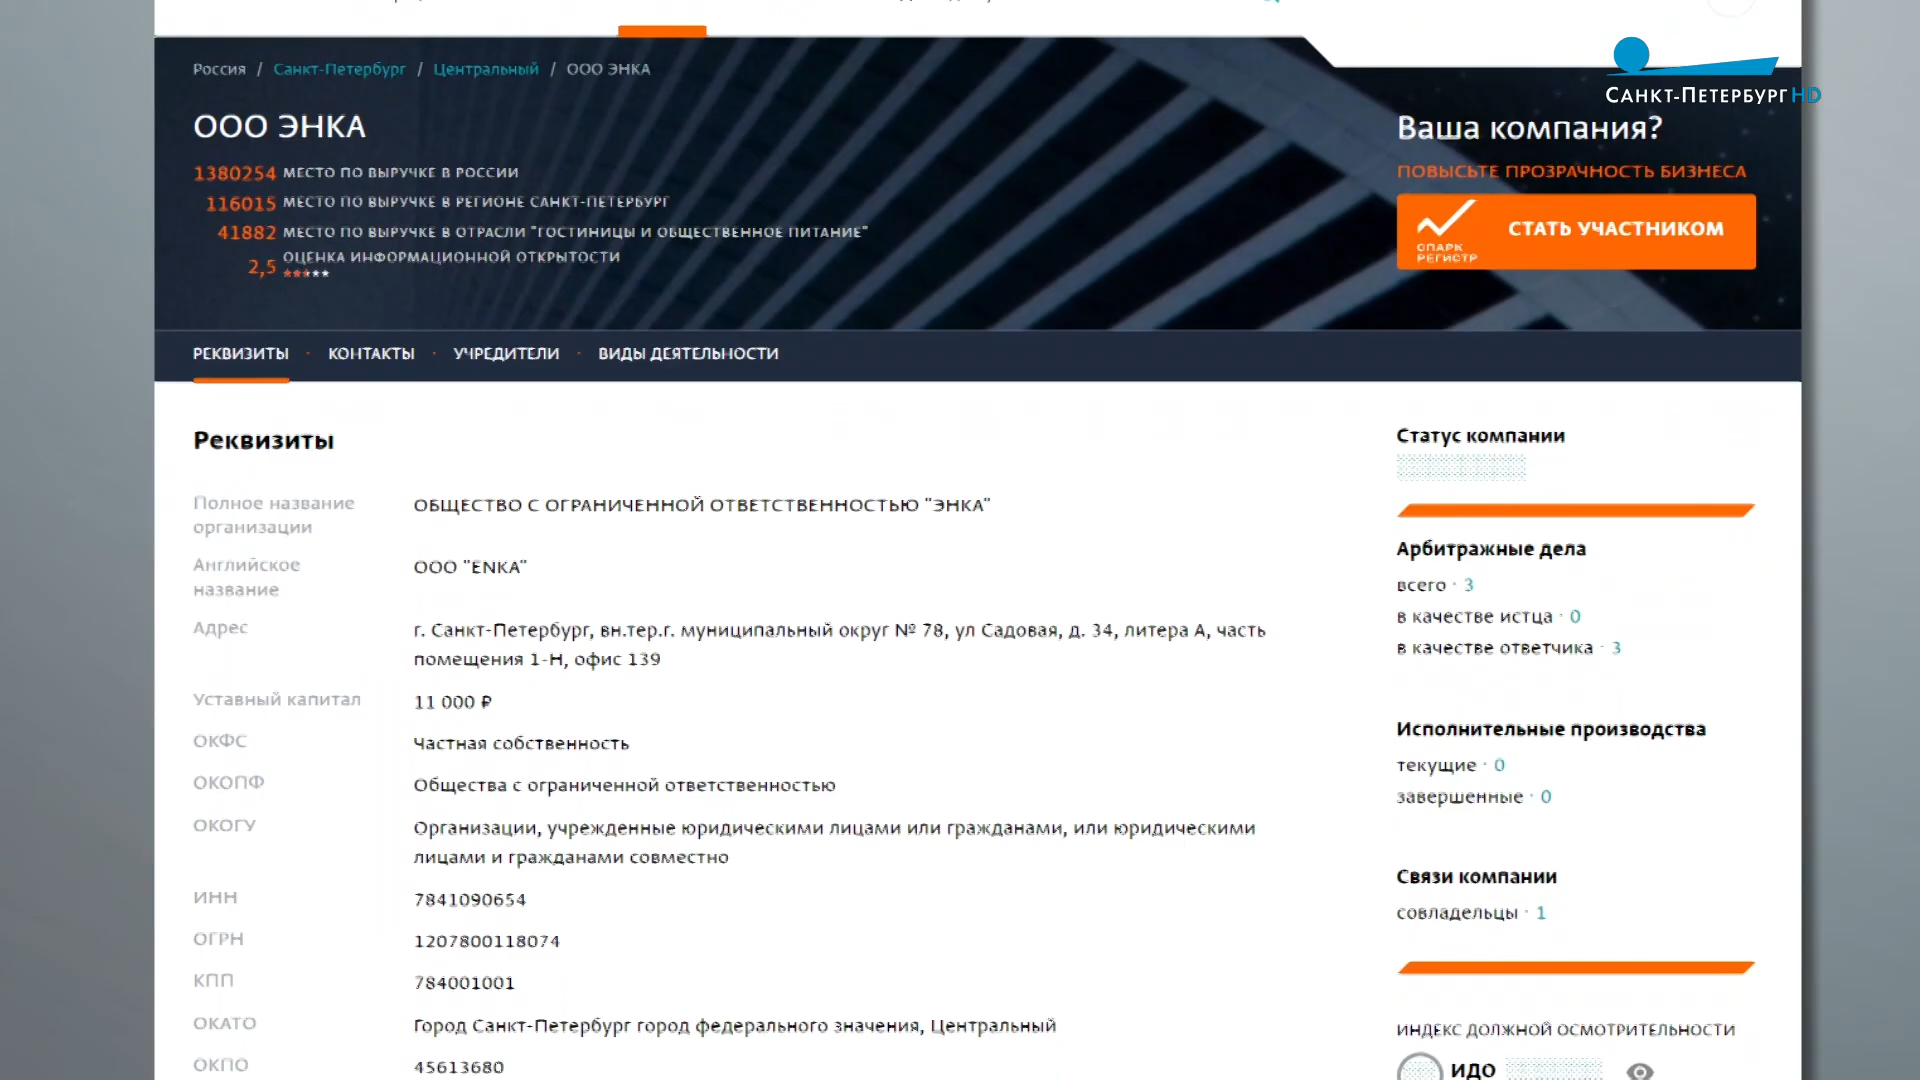 Россия / Санкт-Петербург / Центральный / ООО ЭНКА
САНКТ-ПЕТЕРБУРГ HD
ООО ЭНКА
1380254 МЕСТО ПО ВЫРУЧКЕ В РОССИИ
116015 МЕСТО ПО ВЫРУЧКЕ В РЕГИОНЕ САНКТ-ПЕТЕРБУРГ
41882 МЕСТО ПО ВЫРУЧКЕ В ОТРАСЛИ "ГОСТИНИЦЫ И ОБЩЕСТВЕННОЕ ПИТАНИЕ"
2,5 ОЦЕНКА ИНФОРМАЦИОННОЙ ОТКРЫТОСТИ
Ваша компания?
ПОВЫСЬТЕ ПРОЗРАЧНОСТЬ БИЗНЕСА
СПАРК
РЕГИСТР
СТАТЬ УЧАСТНИКОМ
РЕКВИЗИТЫ · КОНТАКТЫ · УЧРЕДИТЕЛИ · ВИДЫ ДЕЯТЕЛЬНОСТИ
Реквизиты
Полное название
организации
ОБЩЕСТВО С ОГРАНИЧЕННОЙ ОТВЕТСТВЕННОСТЬЮ "ЭНКА"
Английское
название
OOO "ENKA"
Адрес
г. Санкт-Петербург, вн.тер.г. муниципальный округ № 78, ул Садовая, д. 34, литера А, часть
помещения 1-Н, офис 139
Уставный капитал
11 000 ₽
ОКФС
Частная собственность
ОКОПФ
Общества с ограниченной ответственностью
ОКОГУ
Организации, учрежденные юридическими лицами или гражданами, или юридическими
лицами и гражданами совместно
ИНН
7841090654
ОГРН
1207800118074
КПП
784001001
ОКАТО
Город Санкт-Петербург город федерального значения, Центральный
ОКПО
45613680
Статус компании
Арбитражные дела
всего · 3
в качестве истца · 0
в качестве ответчика · 3
Исполнительные производства
текущие · 0
завершенные · 0
Связи компании
совладельцы · 1
ИНДЕКС ДОЛЖНОЙ ОСМОТРИТЕЛЬНОСТИ
ИДО